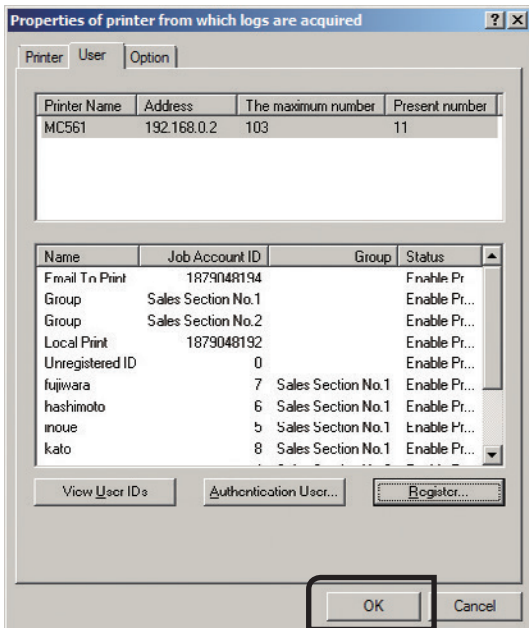 Properties of printer from which logs are acquired
Printer User Option
Printer Name Address The maximum number Present number
MC561 192.168.0.2 103 11
Name Job Account ID Group Status
Email To Print 1879048194 Enable Pr
Group Sales Section No.1 Enable Pr...
Group Sales Section No.2 Enable Pr...
Local Print 1879048192 Enable Pr...
Unregistered ID 0 Enable Pr...
fujiwara 7 Sales Section No.1 Enable Pr...
hashimoto 6 Sales Section No.1 Enable Pr...
inoue 5 Sales Section No.1 Enable Pr...
kato 8 Sales Section No.1 Enable Pr...
View User IDs Authentication User... Register...
OK Cancel